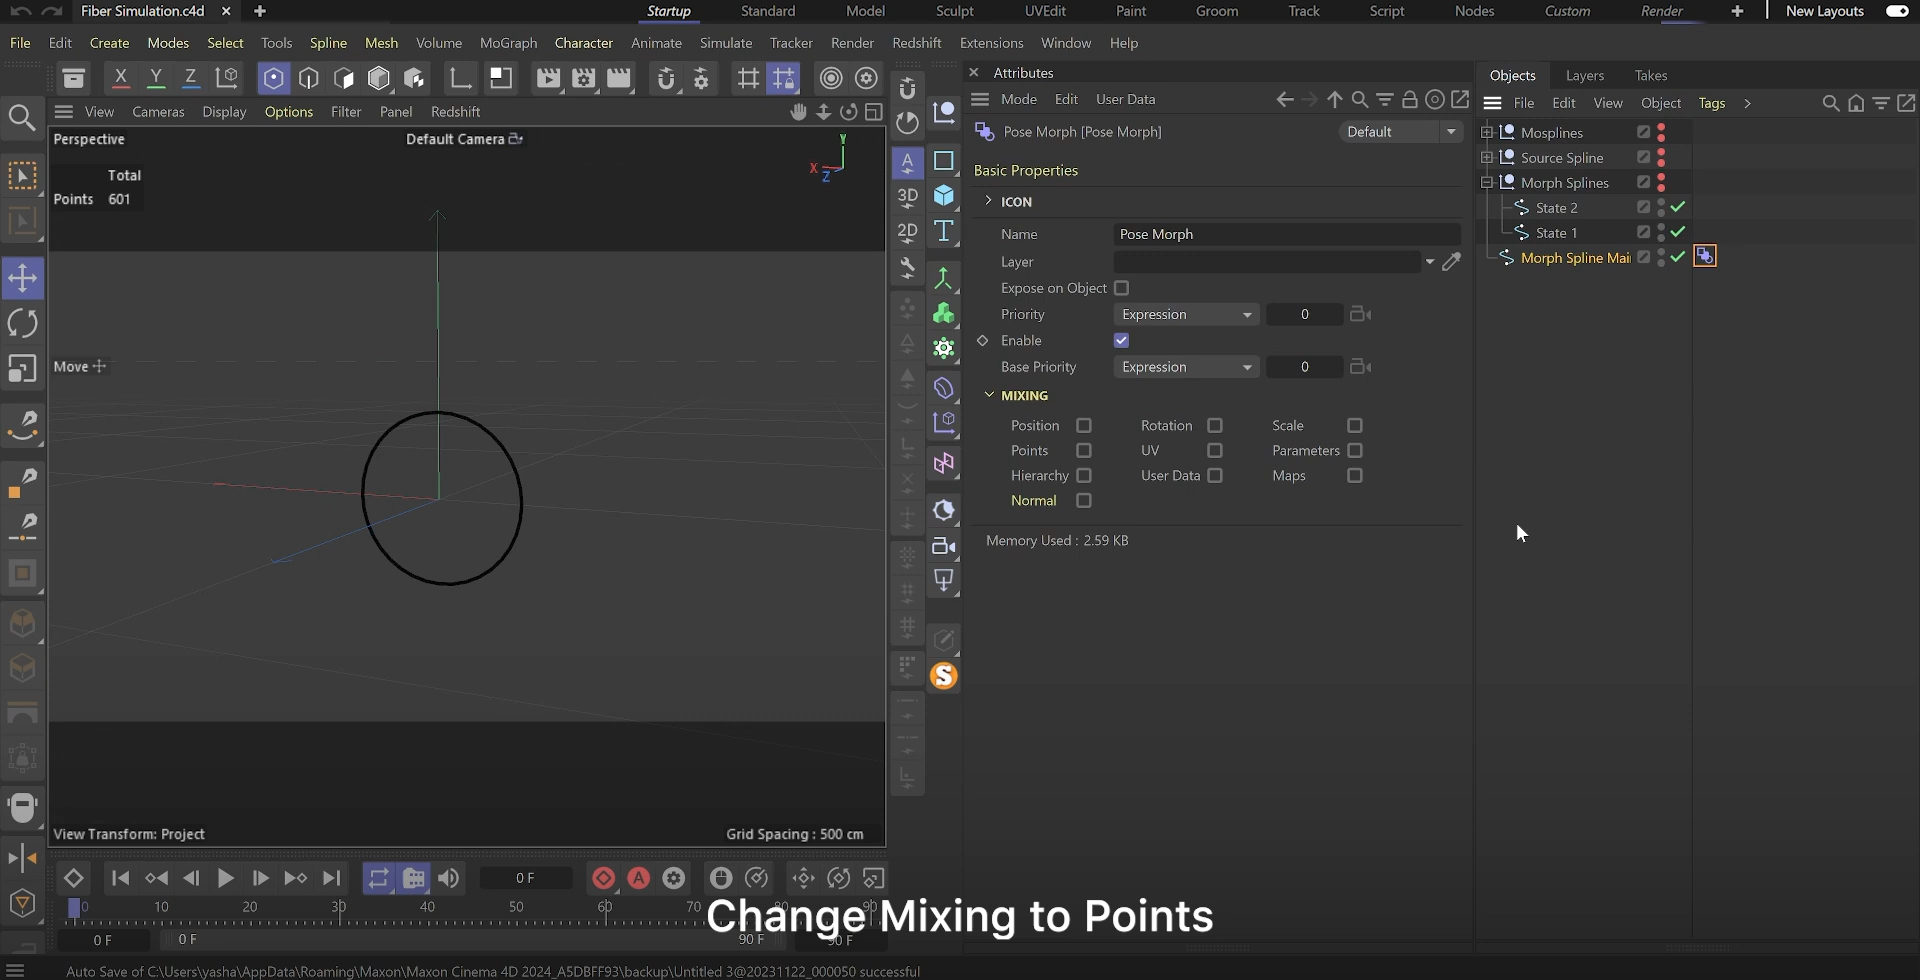 Fiber Simulation.c4d × +
Startup Standard Model Sculpt UVEdit Paint Groom Track Script Nodes Custom Render + New Layouts
File Edit Create Modes Select Tools Spline Mesh Volume MoGraph Character Animate Simulate Tracker Render Redshift Extensions Window Help
X Y Z
View Cameras Display Options Filter Panel Redshift
Perspective
Default Camera
Y
X
Z
Total
Points 601
Move
View Transform: Project
Grid Spacing : 500 cm
A
3D
2D
T
S
× Attributes
Mode Edit User Data
Pose Morph [Pose Morph]
Default
Basic Properties
ICON
Name Pose Morph
Layer
Expose on Object
Priority Expression 0
Enable
Base Priority Expression 0
MIXING
Position Rotation Scale
Points UV Parameters
Hierarchy User Data Maps
Normal
Memory Used : 2.59 KB
Objects Layers Takes
File Edit View Object Tags >
Mosplines
Source Spline
Morph Splines
State 2
State 1
Morph Spline Mai
0 F
A
0 10 20 30 40 50 60 70 90
0 F 0 F 90 F 90 F
Change Mixing to Points
Auto Save of C:\Users\yasha\AppData\Roaming\Maxon\Maxon Cinema 4D 2024_A5DBFF93\backup\Untitled 3@20231122_000050 successful